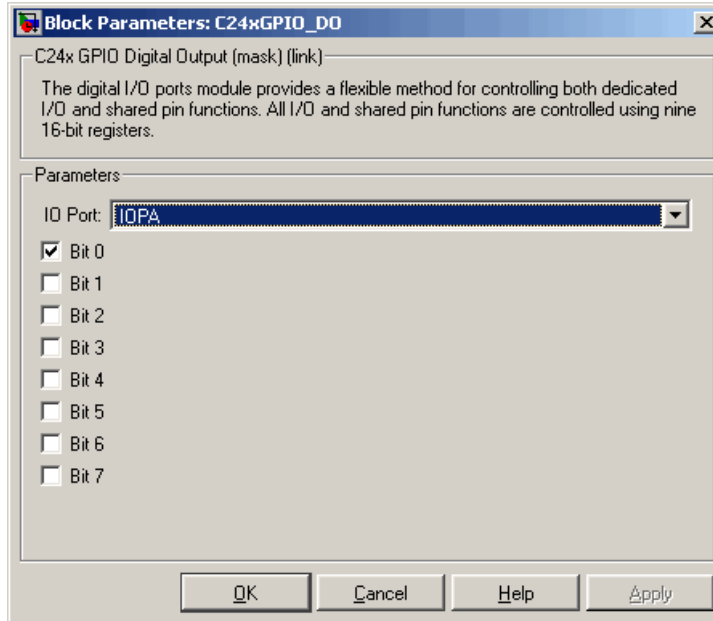 Block Parameters: C24xGPIO_DO
C24x GPIO Digital Output (mask) (link)
The digital I/O ports module provides a flexible method for controlling both dedicated
I/O and shared pin functions. All I/O and shared pin functions are controlled using nine
16-bit registers.
Parameters
IO Port: IOPA
Bit 0
Bit 1
Bit 2
Bit 3
Bit 4
Bit 5
Bit 6
Bit 7
OK Cancel Help Apply